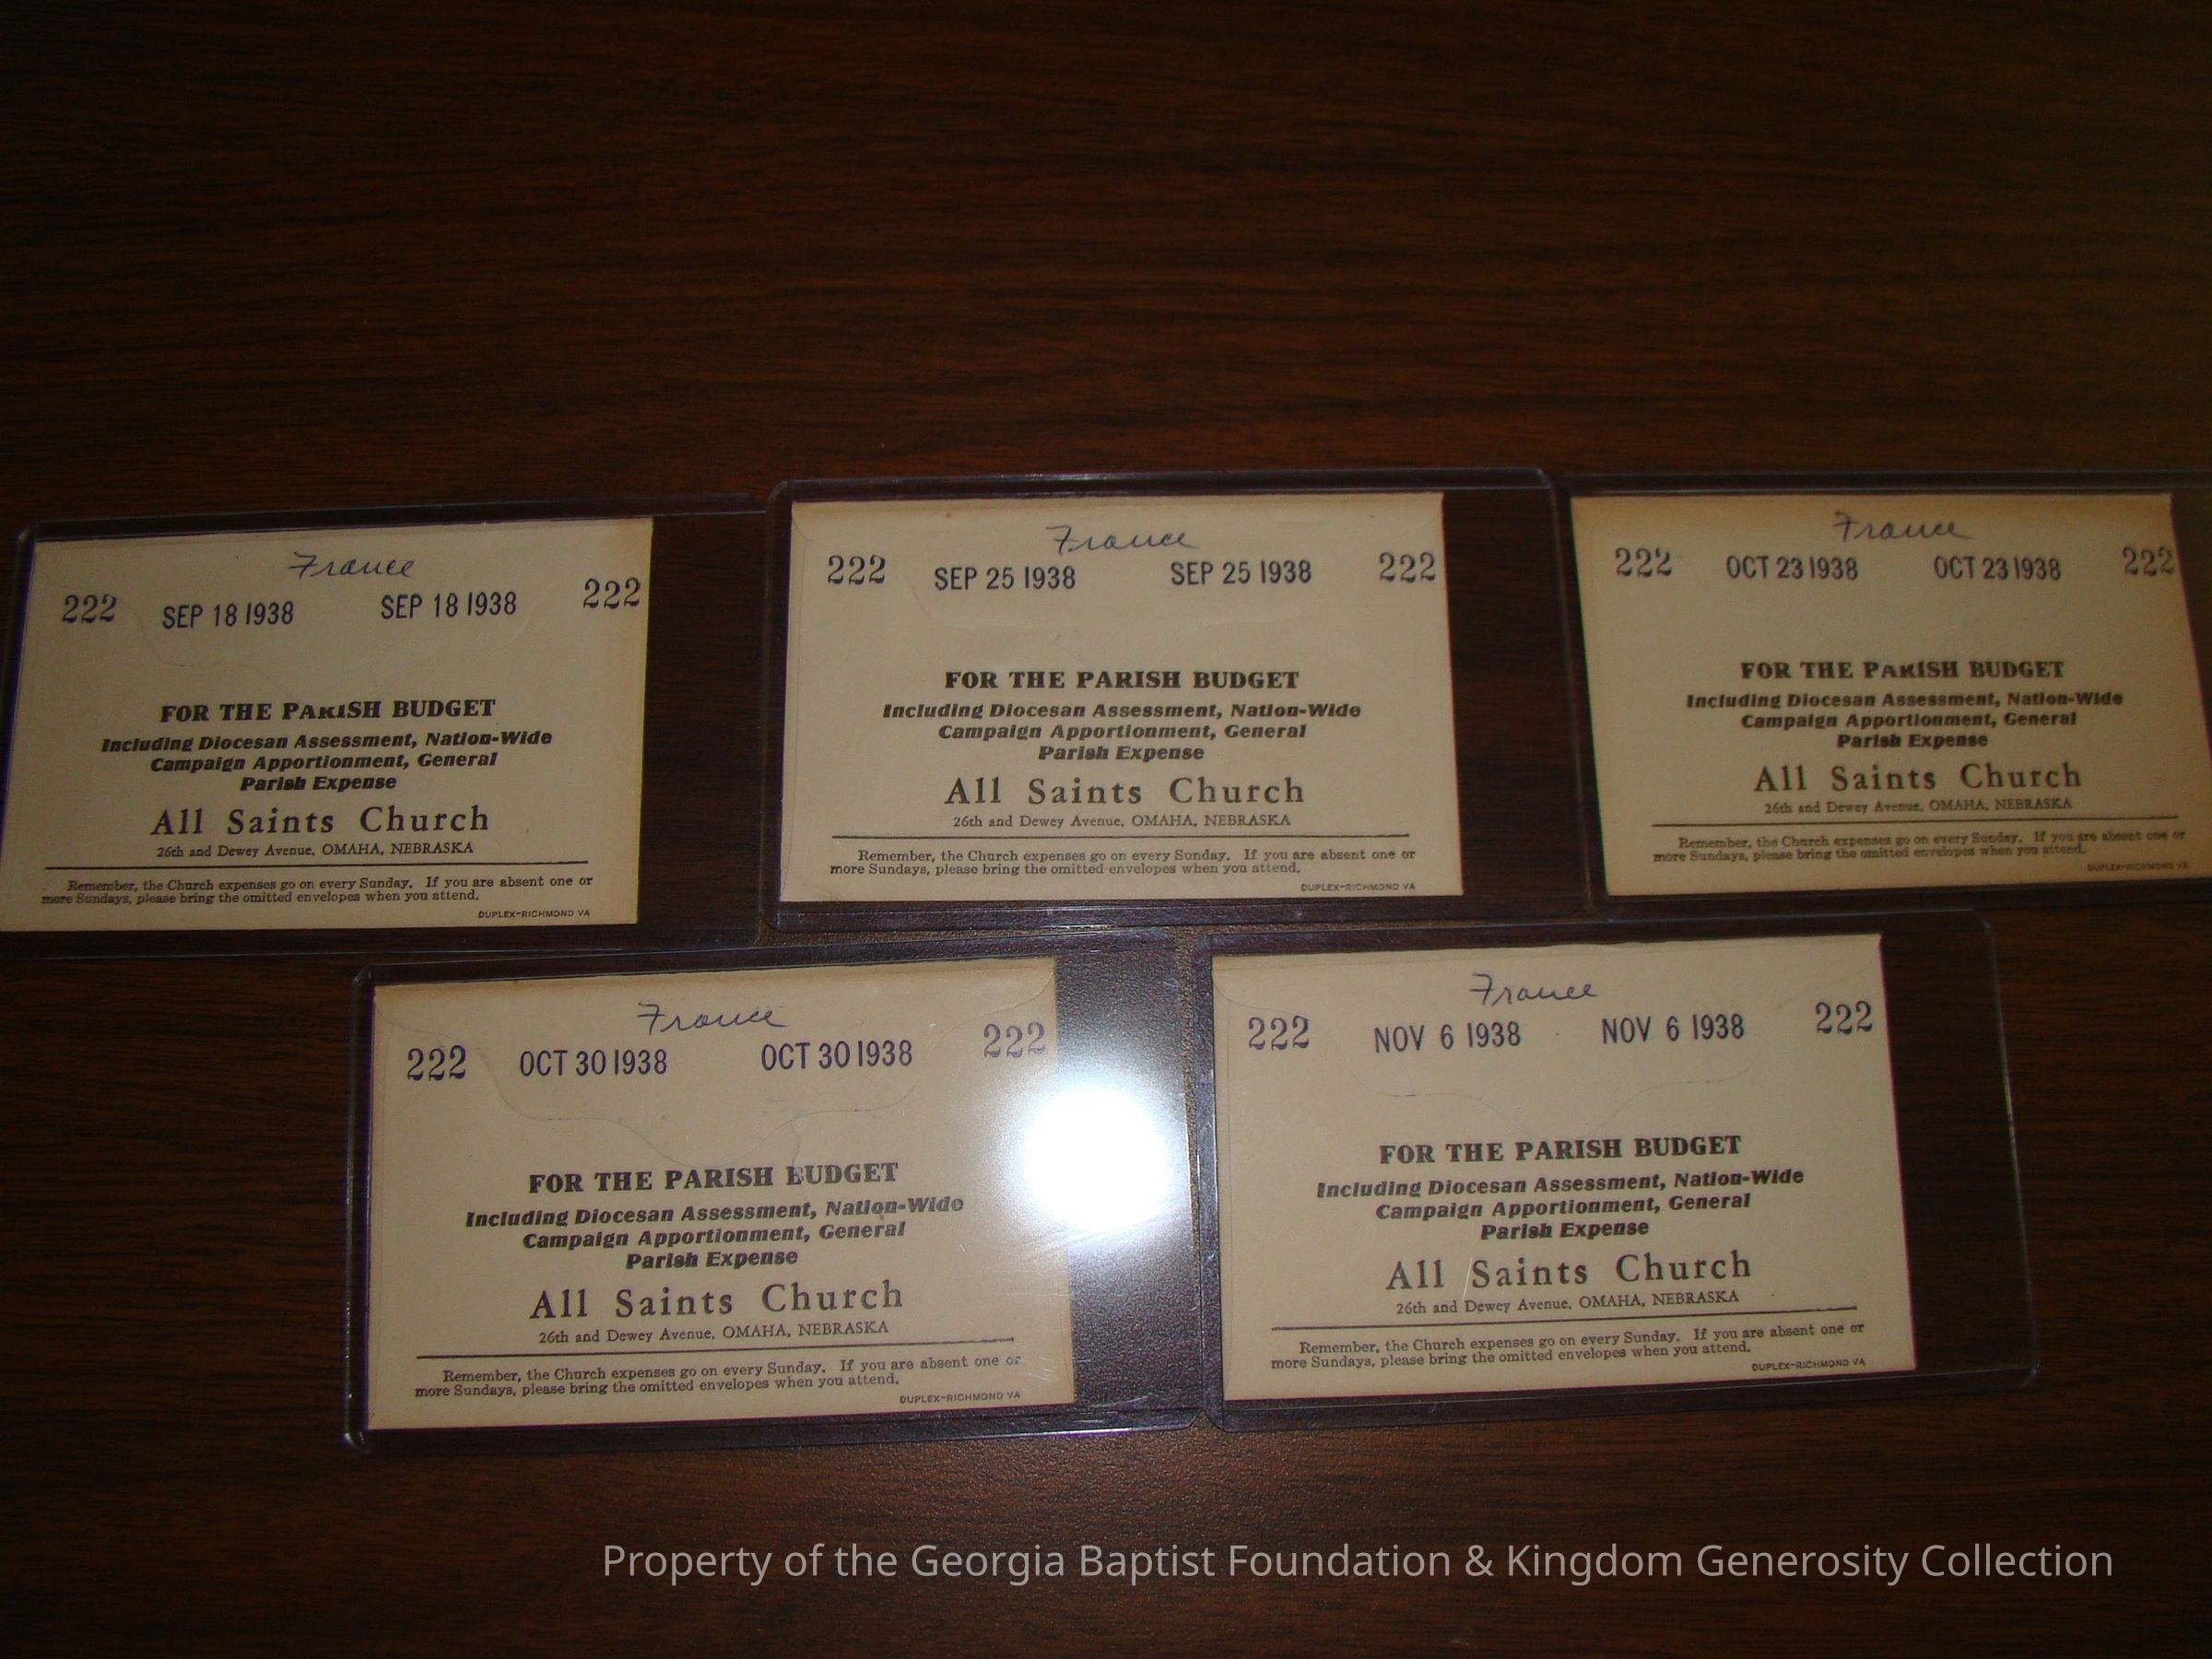 France
222 SEP 18 1938 SEP 18 1938 222
FOR THE PARISH BUDGET
Including Diocesan Assessment, Nation-Wide
Campaign Apportionment, General
Parish Expense
All Saints Church
26th and Dewey Avenue, OMAHA, NEBRASKA
Remember, the Church expenses go on every Sunday. If you are absent one or
more Sundays, please bring the omitted envelopes when you attend.
DUPLEX-RICHMOND VA
France
222 SEP 25 1938 SEP 25 1938 222
FOR THE PARISH BUDGET
Including Diocesan Assessment, Nation-Wide
Campaign Apportionment, General
Parish Expense
All Saints Church
26th and Dewey Avenue, OMAHA, NEBRASKA
Remember, the Church expenses go on every Sunday. If you are absent one or
more Sundays, please bring the omitted envelopes when you attend.
DUPLEX-RICHMOND VA
France
222 OCT 23 1938 OCT 23 1938 222
FOR THE PARISH BUDGET
Including Diocesan Assessment, Nation-Wide
Campaign Apportionment, General
Parish Expense
All Saints Church
26th and Dewey Avenue, OMAHA, NEBRASKA
Remember, the Church expenses go on every Sunday. If you are absent one or
more Sundays, please bring the omitted envelopes when you attend.
DUPLEX-RICHMOND VA
France
222 OCT 30 1938 OCT 30 1938 222
FOR THE PARISH BUDGET
Including Diocesan Assessment, Nation-Wide
Campaign Apportionment, General
Parish Expense
All Saints Church
26th and Dewey Avenue, OMAHA, NEBRASKA
Remember, the Church expenses go on every Sunday. If you are absent one or
more Sundays, please bring the omitted envelopes when you attend.
DUPLEX-RICHMOND VA
France
222 NOV 6 1938 NOV 6 1938 222
FOR THE PARISH BUDGET
Including Diocesan Assessment, Nation-Wide
Campaign Apportionment, General
Parish Expense
All Saints Church
26th and Dewey Avenue, OMAHA, NEBRASKA
Remember, the Church expenses go on every Sunday. If you are absent one or
more Sundays, please bring the omitted envelopes when you attend.
DUPLEX-RICHMOND VA
Property of the Georgia Baptist Foundation & Kingdom Generosity Collection